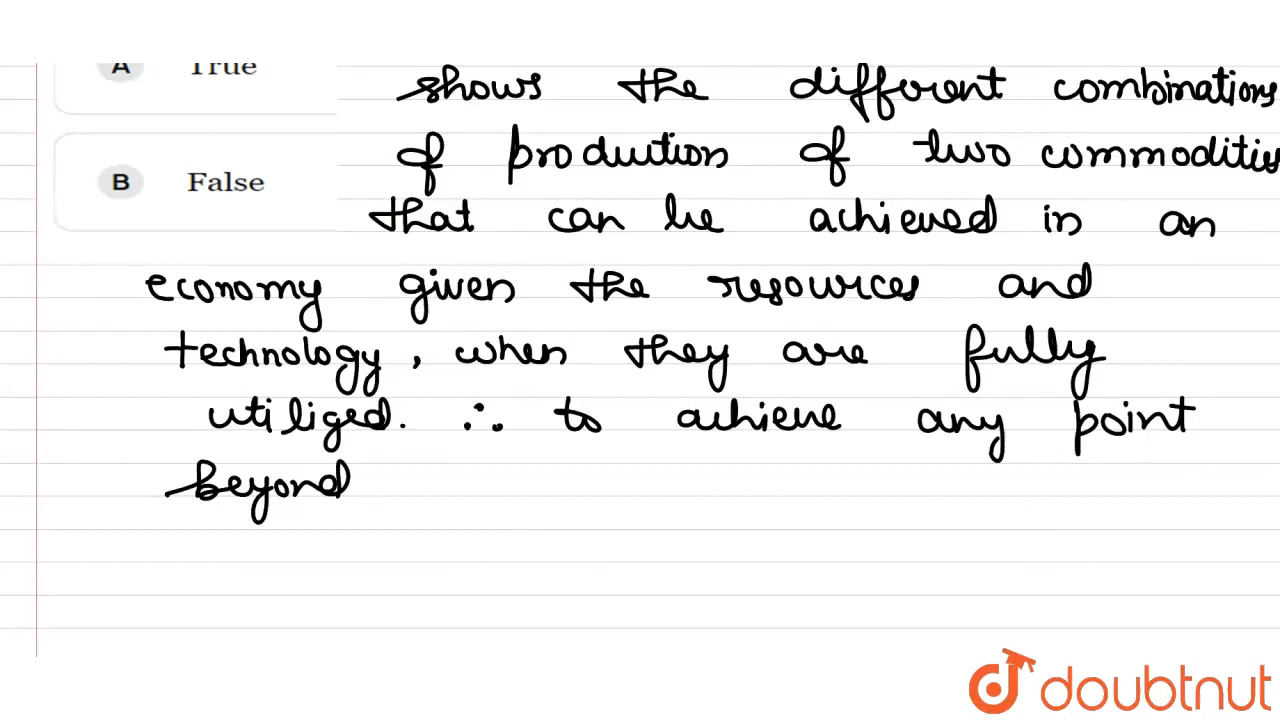 A True
shows the different combinations
of production of two commodities
B False
that can be achieved in an
economy given the resources and
technology, when they are fully
utilized. ∴ to achieve any point
beyond
doubtnut